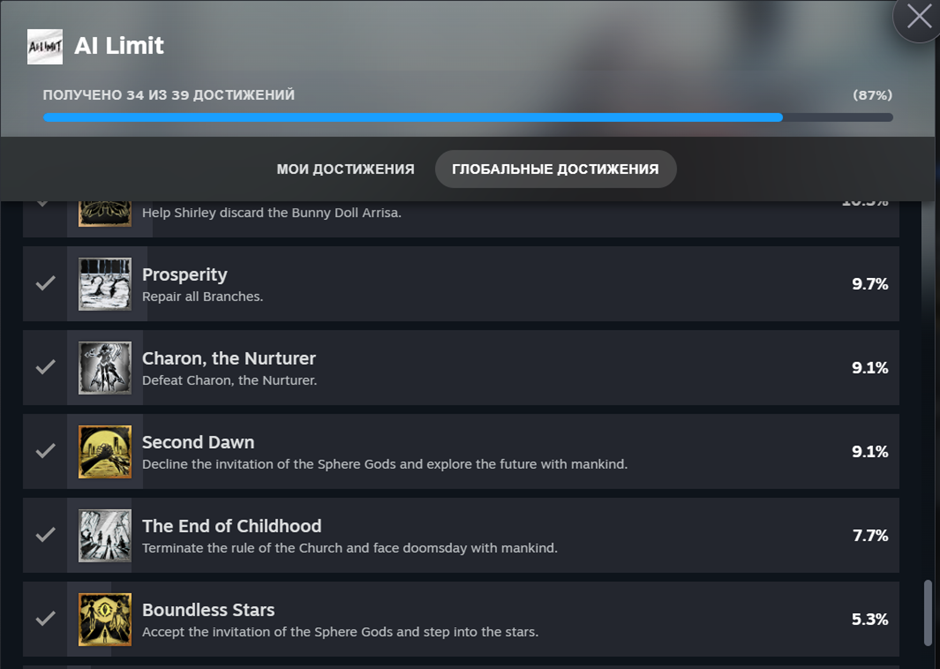 AI LIMIT
AI Limit
ПОЛУЧЕНО 34 ИЗ 39 ДОСТИЖЕНИЙ
(87%)
МОИ ДОСТИЖЕНИЯ
ГЛОБАЛЬНЫЕ ДОСТИЖЕНИЯ
Help Shirley discard the Bunny Doll Arrisa.
Prosperity
Repair all Branches.
9.7%
Charon, the Nurturer
Defeat Charon, the Nurturer.
9.1%
Second Dawn
Decline the invitation of the Sphere Gods and explore the future with mankind.
9.1%
The End of Childhood
Terminate the rule of the Church and face doomsday with mankind.
7.7%
Boundless Stars
Accept the invitation of the Sphere Gods and step into the stars.
5.3%